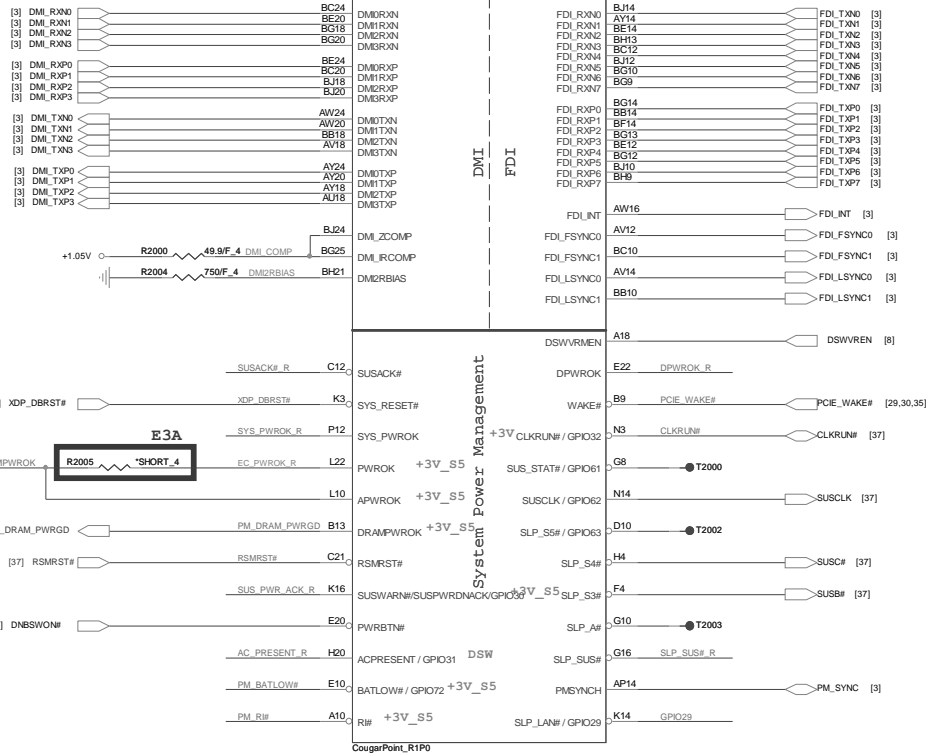 [3] DMI_RXN0 BC24 DMI0RXN FDI_RXN0 BJ14 FDI_TXN0 [3]
[3] DMI_RXN1 BE20 DMI1RXN FDI_RXN1 AY14 FDI_TXN1 [3]
[3] DMI_RXN2 BG18 DMI2RXN FDI_RXN2 BE14 FDI_TXN2 [3]
[3] DMI_RXN3 BG20 DMI3RXN FDI_RXN3 BH13 FDI_TXN3 [3]
FDI_RXN4 BC12 FDI_TXN4 [3]
[3] DMI_RXP0 BE24 DMI0RXP FDI_RXN5 BJ12 FDI_TXN5 [3]
[3] DMI_RXP1 BC20 DMI1RXP FDI_RXN6 BG10 FDI_TXN6 [3]
[3] DMI_RXP2 BJ18 DMI2RXP FDI_RXN7 BG9 FDI_TXN7 [3]
[3] DMI_RXP3 BJ20 DMI3RXP
FDI_RXP0 BG14 FDI_TXP0 [3]
[3] DMI_TXN0 AW24 DMI0TXN FDI_RXP1 BB14 FDI_TXP1 [3]
[3] DMI_TXN1 AW20 DMI1TXN FDI_RXP2 BF14 FDI_TXP2 [3]
[3] DMI_TXN2 BB18 DMI2TXN FDI_RXP3 BG13 FDI_TXP3 [3]
[3] DMI_TXN3 AV18 DMI3TXN FDI_RXP4 BE12 FDI_TXP4 [3]
FDI_RXP5 BG12 FDI_TXP5 [3]
[3] DMI_TXP0 AY24 DMI0TXP FDI_RXP6 BJ10 FDI_TXP6 [3]
[3] DMI_TXP1 AY20 DMI1TXP FDI_RXP7 BH9 FDI_TXP7 [3]
[3] DMI_TXP2 AY18 DMI2TXP
[3] DMI_TXP3 AU18 DMI3TXP
DMI FDI
FDI_INT AW16 FDI_INT [3]
BJ24 DMI_ZCOMP FDI_FSYNC0 AV12 FDI_FSYNC0 [3]
+1.05V R2000 49.9/F_4 DMI_COMP BG25 DMI_IRCOMP FDI_FSYNC1 BC10 FDI_FSYNC1 [3]
R2004 750/F_4 DMI2RBIAS BH21 DMI2RBIAS FDI_LSYNC0 AV14 FDI_LSYNC0 [3]
FDI_LSYNC1 BB10 FDI_LSYNC1 [3]
System Power Management
DSWVRMEN A18 DSWVREN [8]
SUSACK#_R C12 SUSACK# DPWROK E22 DPWROK_R
] XDP_DBRST# XDP_DBRST# K3 SYS_RESET# WAKE# B9 PCIE_WAKE# PCIE_WAKE# [29,30,35]
SYS_PWROK_R P12 SYS_PWROK +3V CLKRUN# / GPIO32 N3 CLKRUN# CLKRUN# [37]
E3A
MPWROK R2005 *SHORT_4 EC_PWROK_R L22 PWROK +3V_S5 SUS_STAT# / GPIO61 G8 T2000
L10 APWROK +3V_S5 SUSCLK / GPIO62 N14 SUSCLK [37]
_DRAM_PWRGD PM_DRAM_PWRGD B13 DRAMPWROK +3V_S5 SLP_S5# / GPIO63 D10 T2002
[37] RSMRST# RSMRST# C21 RSMRST# SLP_S4# H4 SUSC# [37]
SUS_PWR_ACK_R K16 SUSWARN#/SUSPWRDNACK/GPIO30 +3V_S5 SLP_S3# F4 SUSB# [37]
] DNBSWON# E20 PWRBTN# SLP_A# G10 T2003
AC_PRESENT_R H20 ACPRESENT / GPIO31 DSW SLP_SUS# G16 SLP_SUS#_R
PM_BATLOW# E10 BATLOW# / GPIO72 +3V_S5 PMSYNCH AP14 PM_SYNC [3]
PM_RI# A10 RI# +3V_S5 SLP_LAN# / GPIO29 K14 GPIO29
CougarPoint_R1P0